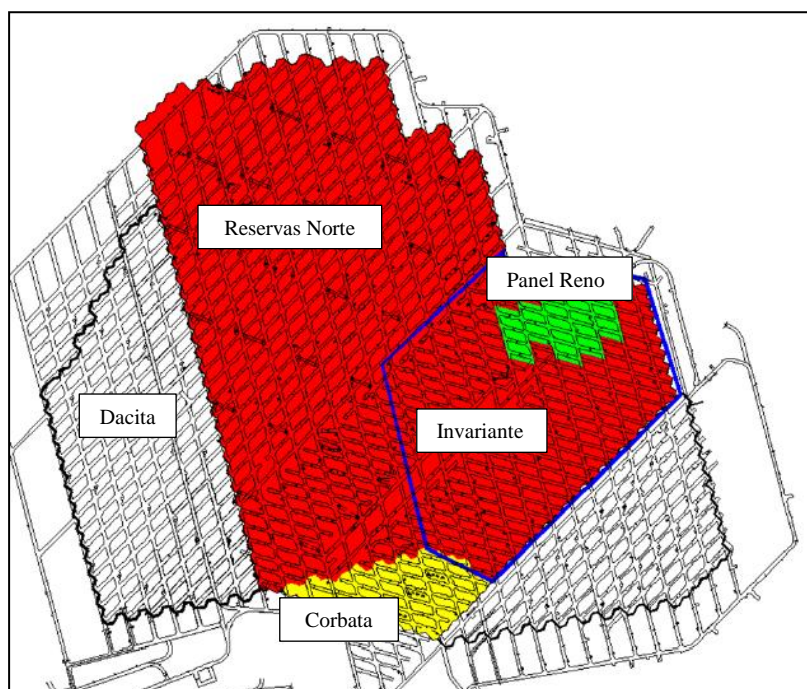 Reservas Norte
Panel Reno
Dacita
Invariante
Corbata